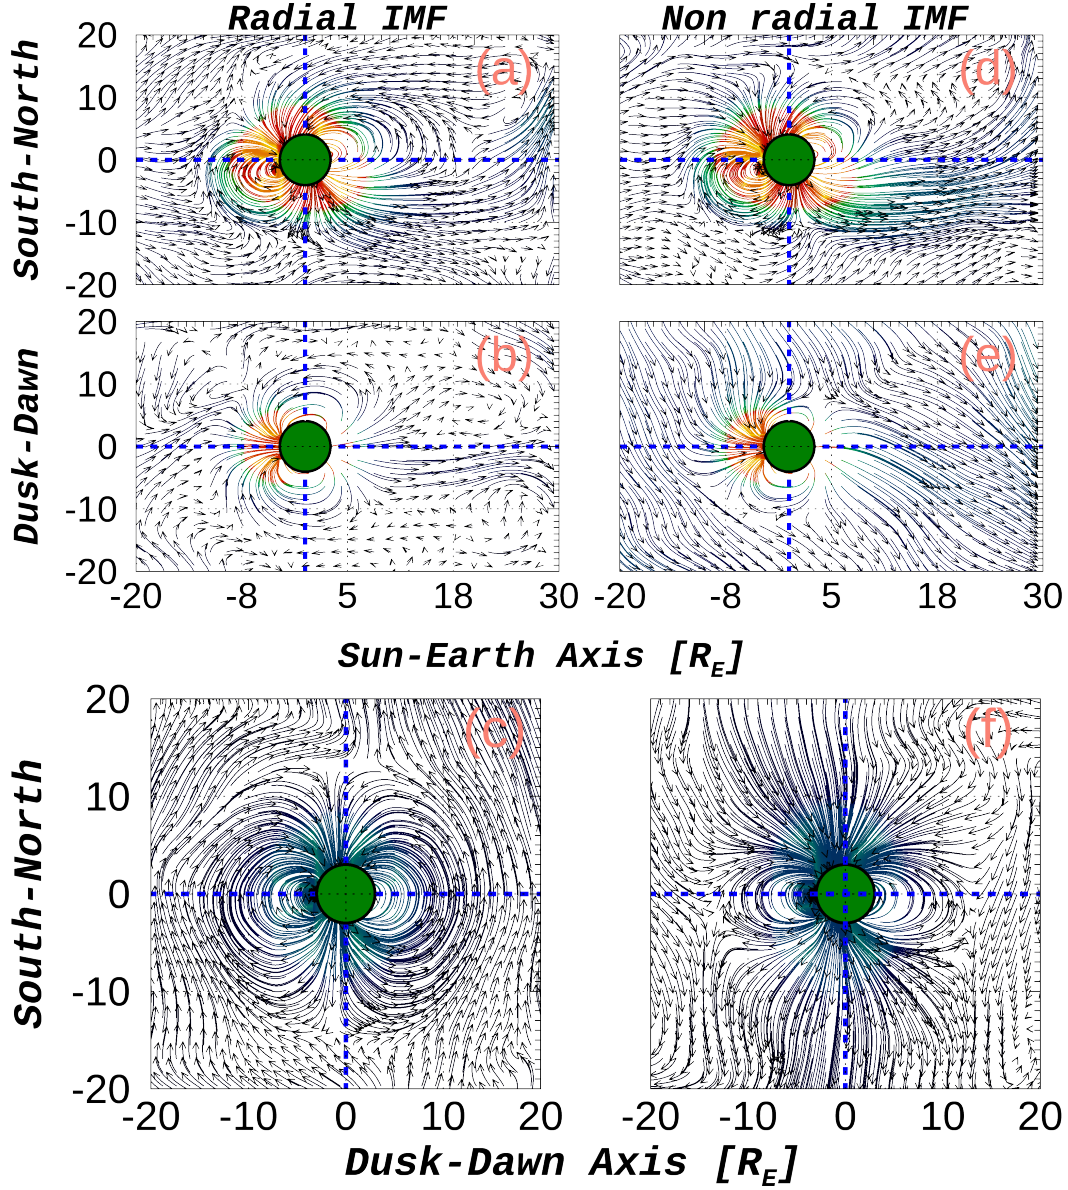 Radial IMF
Non radial IMF
South-North
20
10
0
-10
-20
(a)
(d)
Dusk-Dawn
20
10
0
-10
-20
(b)
(e)
-20 -8 5 18 30
-20 -8 5 18 30
Sun-Earth Axis [RE]
South-North
20
10
0
-10
-20
(c)
(f)
-20 -10 0 10 20
-20 -10 0 10 20
Dusk-Dawn Axis [RE]